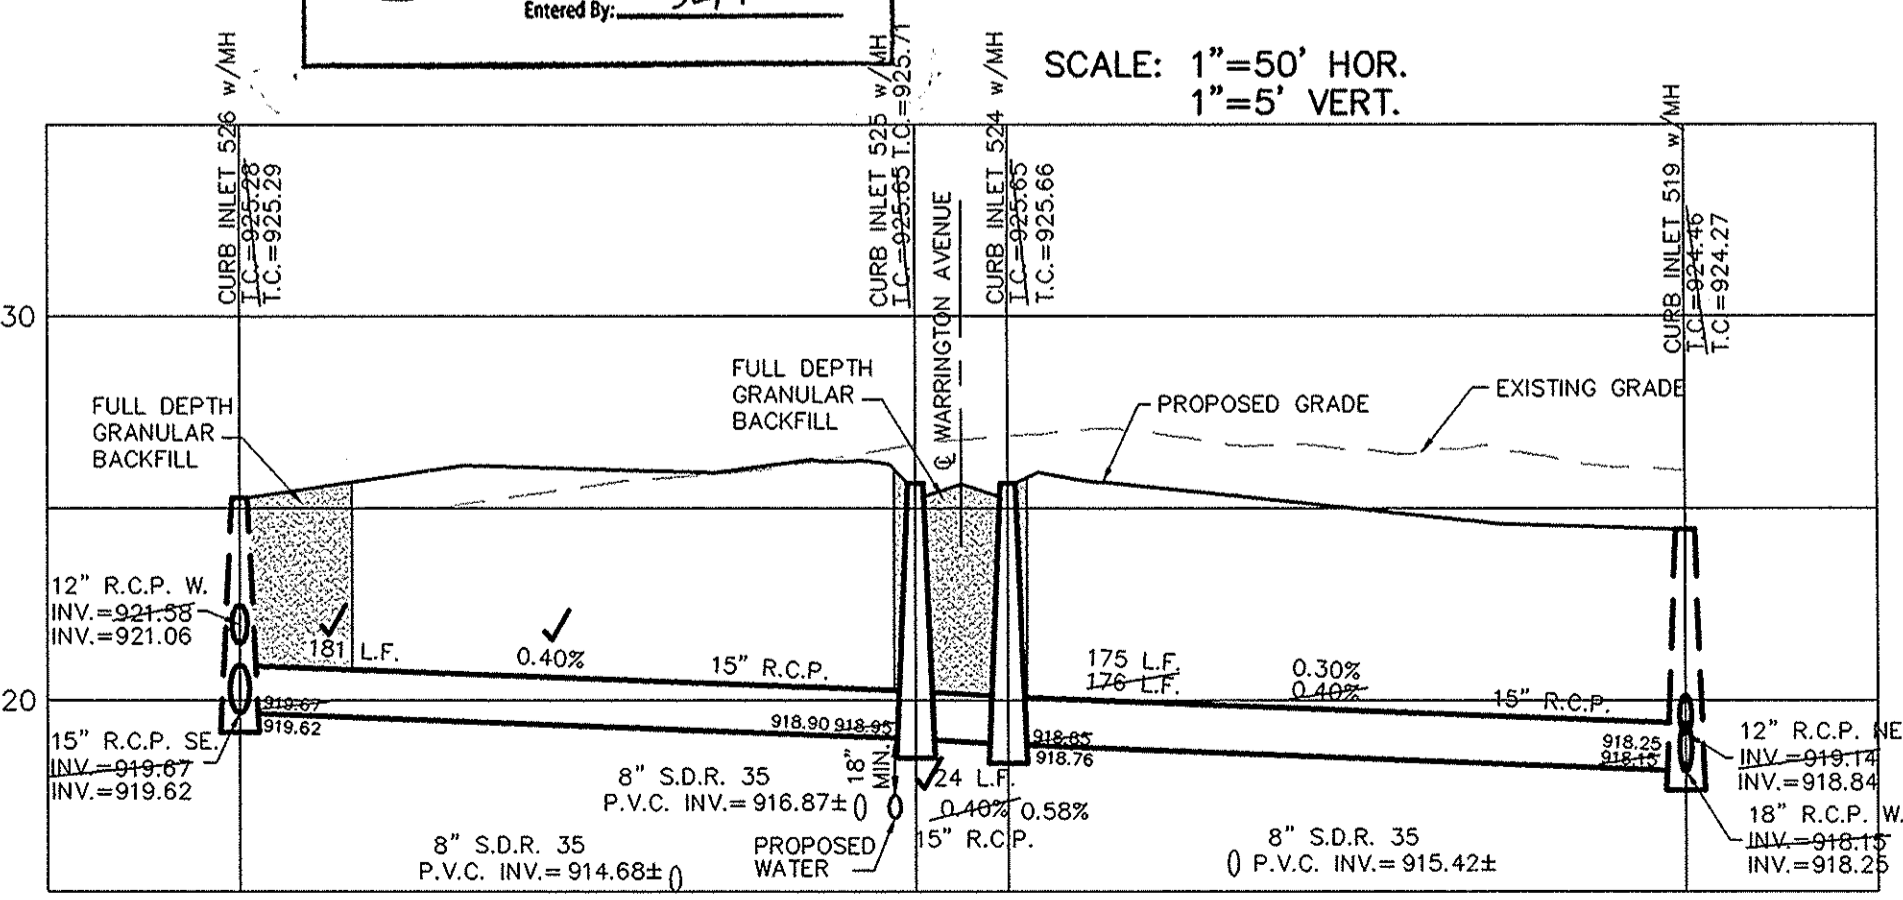 Entered By:
SCALE: 1"=50' HOR.
1"=5' VERT.
CURB INLET 526 w/MH
T.C.=925.28
T.C.=925.29
CURB INLET 525 w/MH
T.C.=925.65 T.C.=925.71
℄ WARRINGTON AVENUE
CURB INLET 524 w/MH
T.C.=925.65
T.C.=925.66
CURB INLET 519 w/MH
T.C.=924.46
T.C.=924.27
30
FULL DEPTH
GRANULAR
BACKFILL
FULL DEPTH
GRANULAR
BACKFILL
PROPOSED GRADE
EXISTING GRADE
12" R.C.P. W.
INV.=921.58
INV.=921.06
181 L.F.
0.40%
15" R.C.P.
175 L.F.
176 L.F.
0.30%
0.40%
15" R.C.P.
20
919.67
919.62
918.90 918.95
918.85
918.76
918.25
918.15
15" R.C.P. SE.
INV.=919.67
INV.=919.62
12" R.C.P. NE
INV.=919.14
INV.=918.84
18" R.C.P. W.
INV.=918.15
INV.=918.25
8" S.D.R. 35
P.V.C. INV.=916.87±
18"
MIN.
24 L.F.
0.40% 0.58%
15" R.C.P.
8" S.D.R. 35
P.V.C. INV.=914.68±
PROPOSED
WATER
8" S.D.R. 35
P.V.C. INV.=915.42±